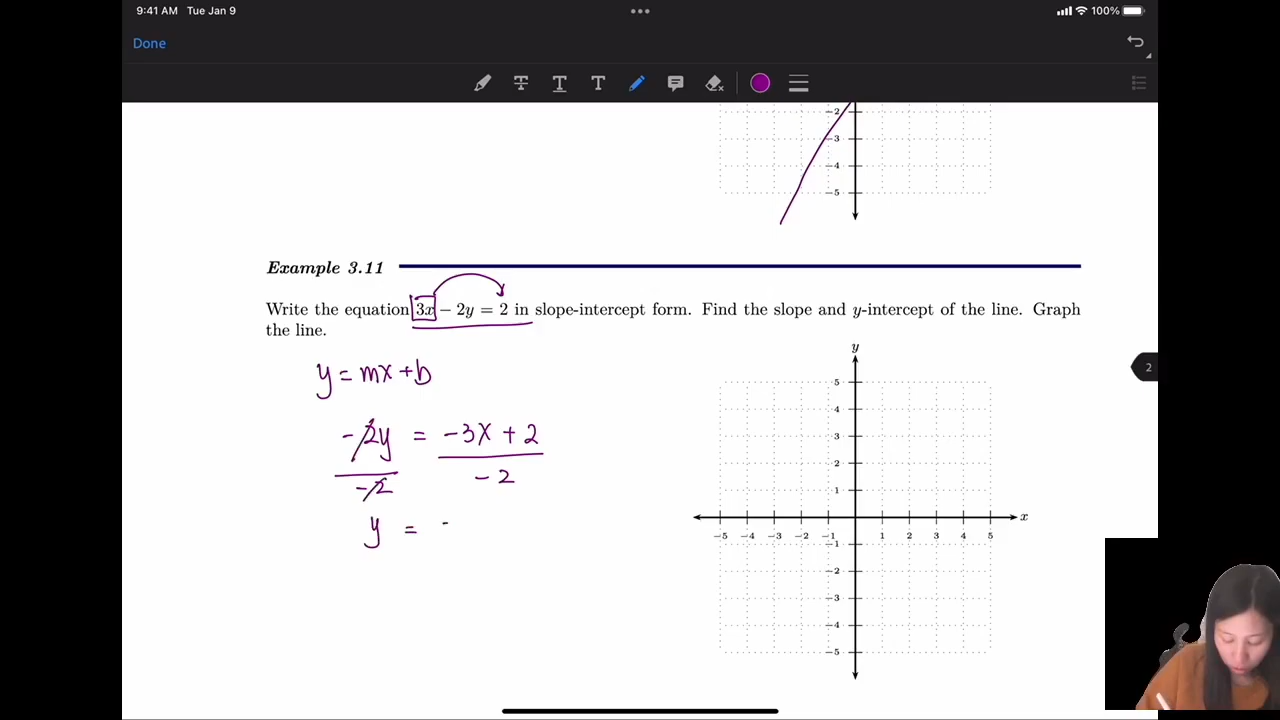 9:41 AM Tue Jan 9
100%
Done
T T T
-2
-3
-4
-5
Example 3.11
Write the equation 3x − 2y = 2 in slope-intercept form. Find the slope and y-intercept of the line. Graph
the line.
2
y = mx + b
-2y = -3x + 2
-2 -2
y = -
y
5
4
3
2
1
x
-5 -4 -3 -2 -1 1 2 3 4 5
-1
-2
-3
-4
-5